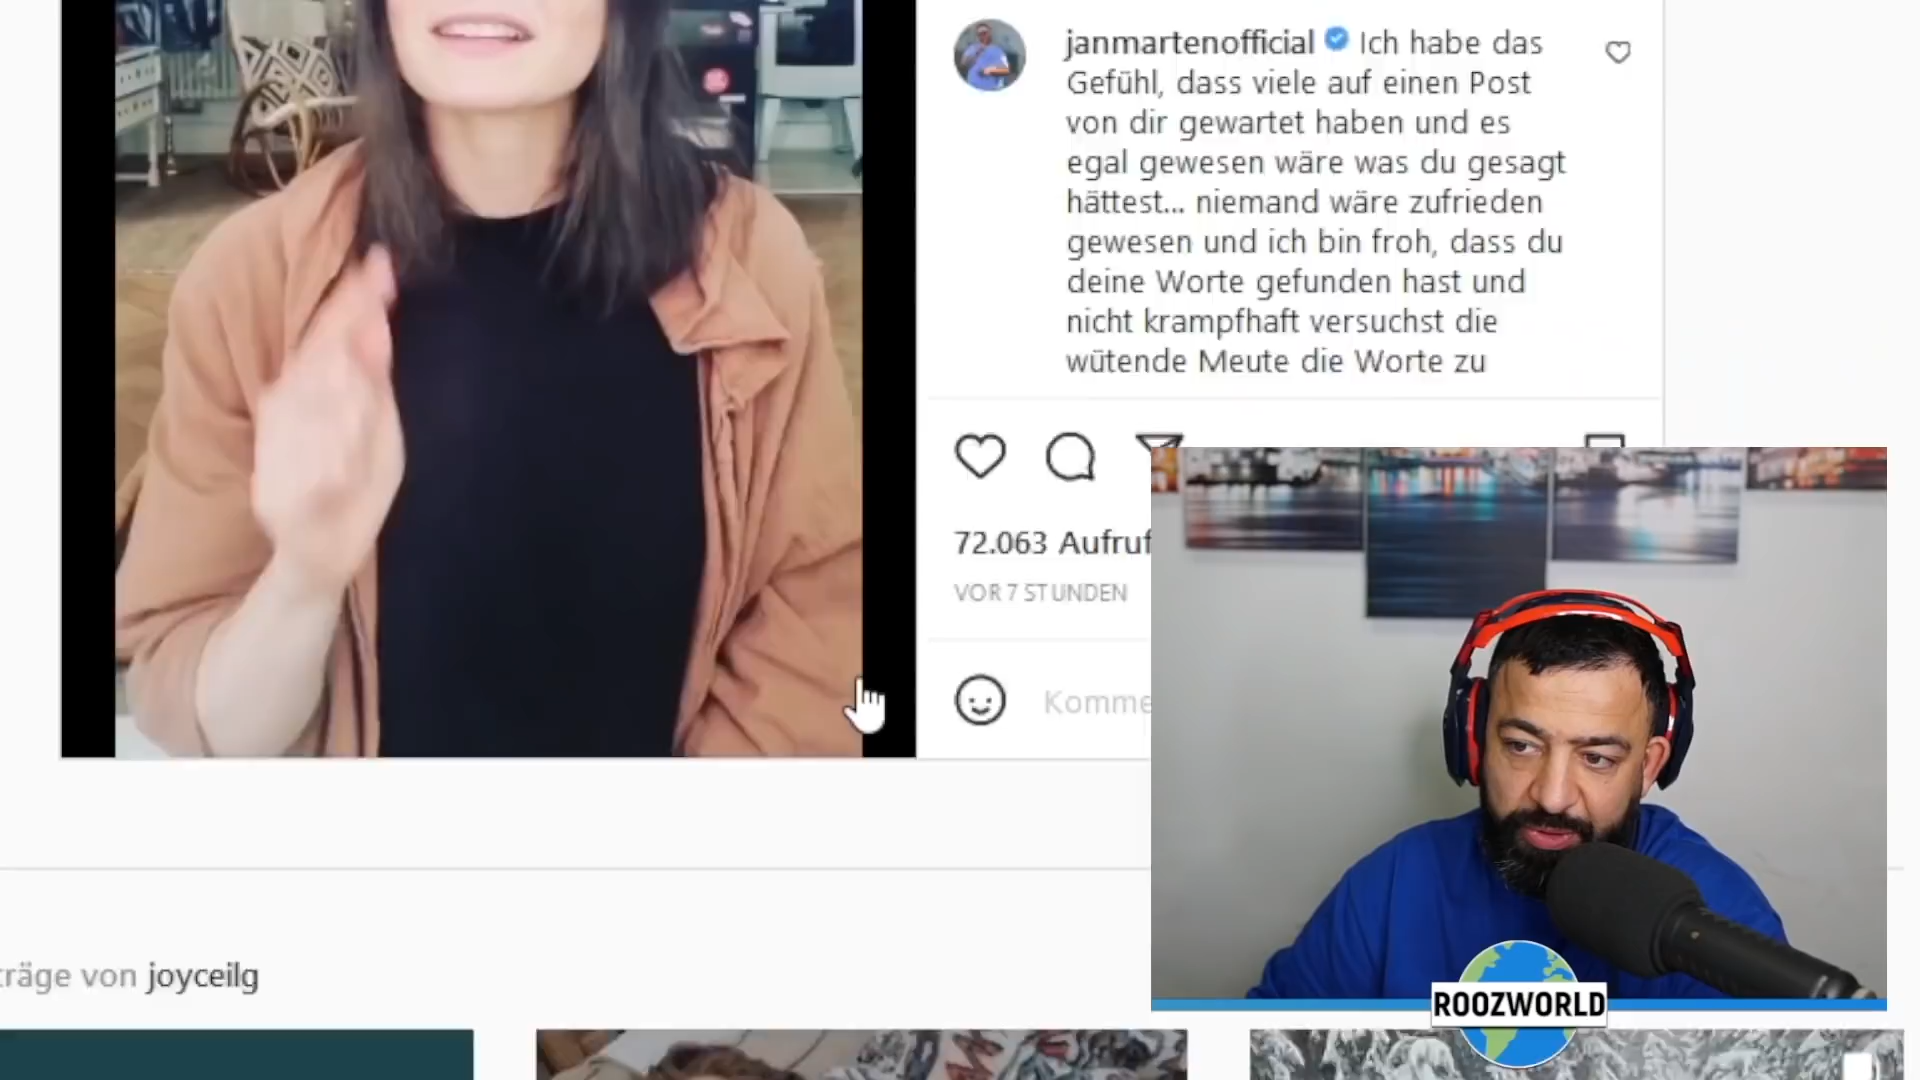 janmartenofficial Ich habe das
Gefühl, dass viele auf einen Post
von dir gewartet haben und es
egal gewesen wäre was du gesagt
hättest... niemand wäre zufrieden
gewesen und ich bin froh, dass du
deine Worte gefunden hast und
nicht krampfhaft versuchst die
wütende Meute die Worte zu
72.063 Aufruf
VOR 7 STUNDEN
Komme
träge von joyceilg
ROOZWORLD